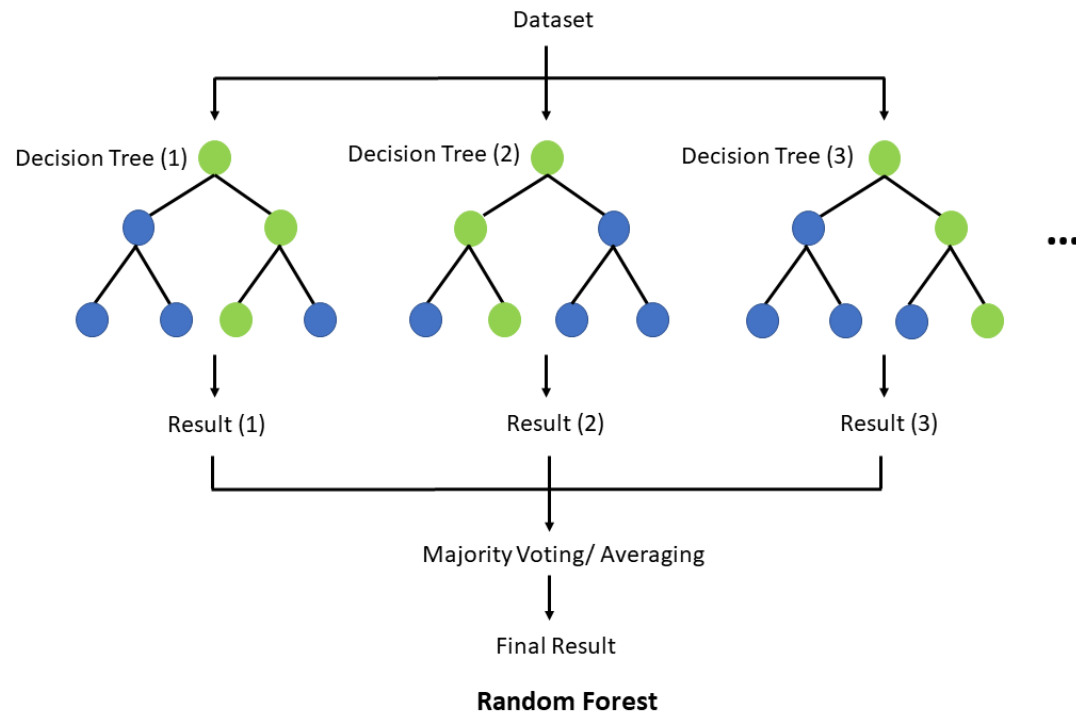 Dataset
Decision Tree (1)
Decision Tree (2)
Decision Tree (3)
...
Result (1)
Result (2)
Result (3)
Majority Voting/ Averaging
Final Result
Random Forest